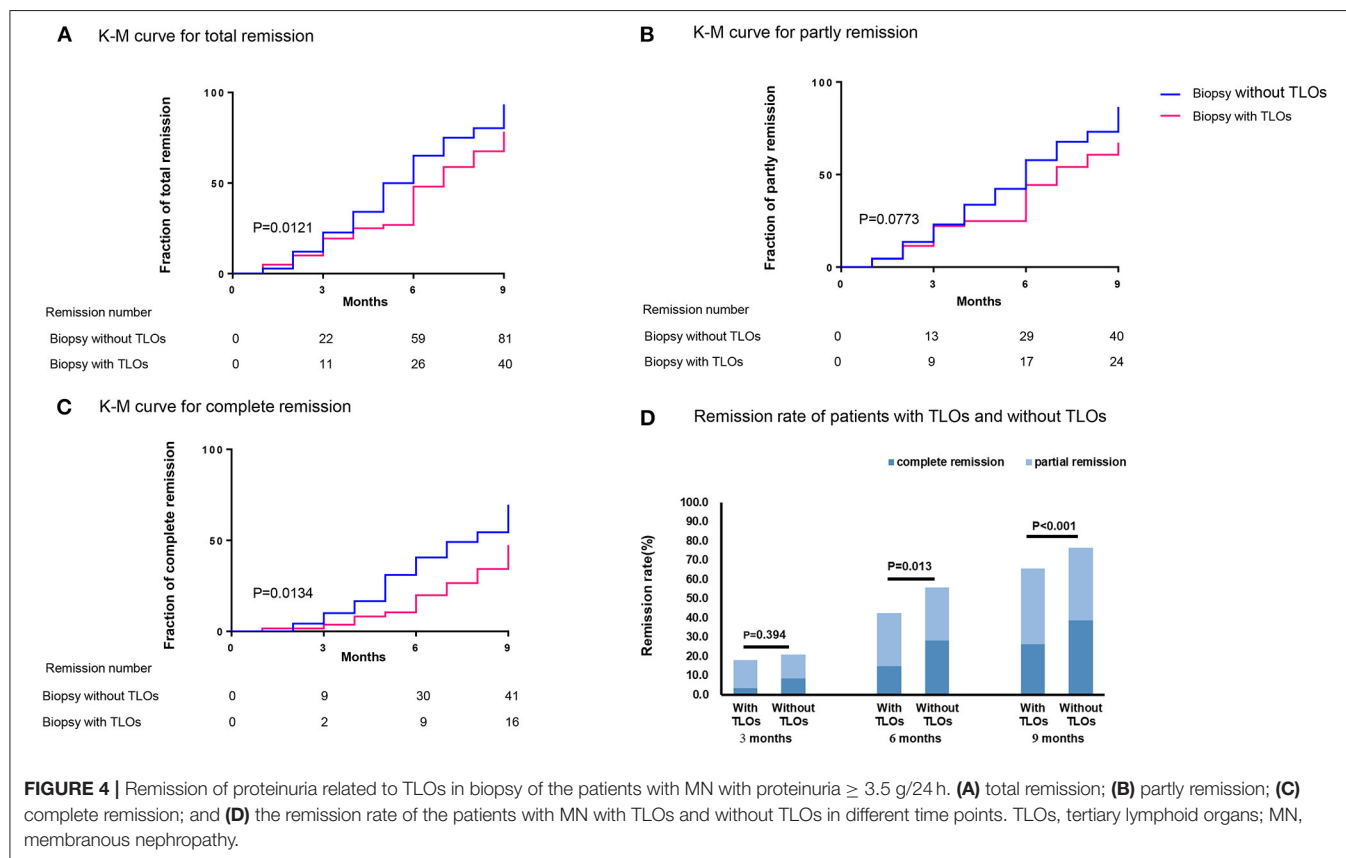 A K-M curve for total remission
Fraction of total remission
100
50
0
P=0.0121
0 3 6 9
Months
Remission number
Biopsy without TLOs 0 22 59 81
Biopsy with TLOs 0 11 26 40
B K-M curve for partly remission
Fraction of partly remission
100
50
0
P=0.0773
0 3 6 9
Months
Biopsy without TLOs
Biopsy with TLOs
Remission number
Biopsy without TLOs 0 13 29 40
Biopsy with TLOs 0 9 17 24
C K-M curve for complete remission
Fraction of complete remission
100
50
0
P=0.0134
0 3 6 9
Months
Remission number
Biopsy without TLOs 0 9 30 41
Biopsy with TLOs 0 2 9 16
D Remission rate of patients with TLOs and without TLOs
complete remission partial remission
Remission rate(%)
100.0
90.0
80.0
70.0
60.0
50.0
40.0
30.0
20.0
10.0
0.0
P=0.394
P=0.013
P<0.001
With Without With Without With Without
TLOs TLOs TLOs TLOs TLOs TLOs
3 months 6 months 9 months
FIGURE 4 | Remission of proteinuria related to TLOs in biopsy of the patients with MN with proteinuria ≥ 3.5 g/24 h. (A) total remission; (B) partly remission; (C)
complete remission; and (D) the remission rate of the patients with MN with TLOs and without TLOs in different time points. TLOs, tertiary lymphoid organs; MN,
membranous nephropathy.